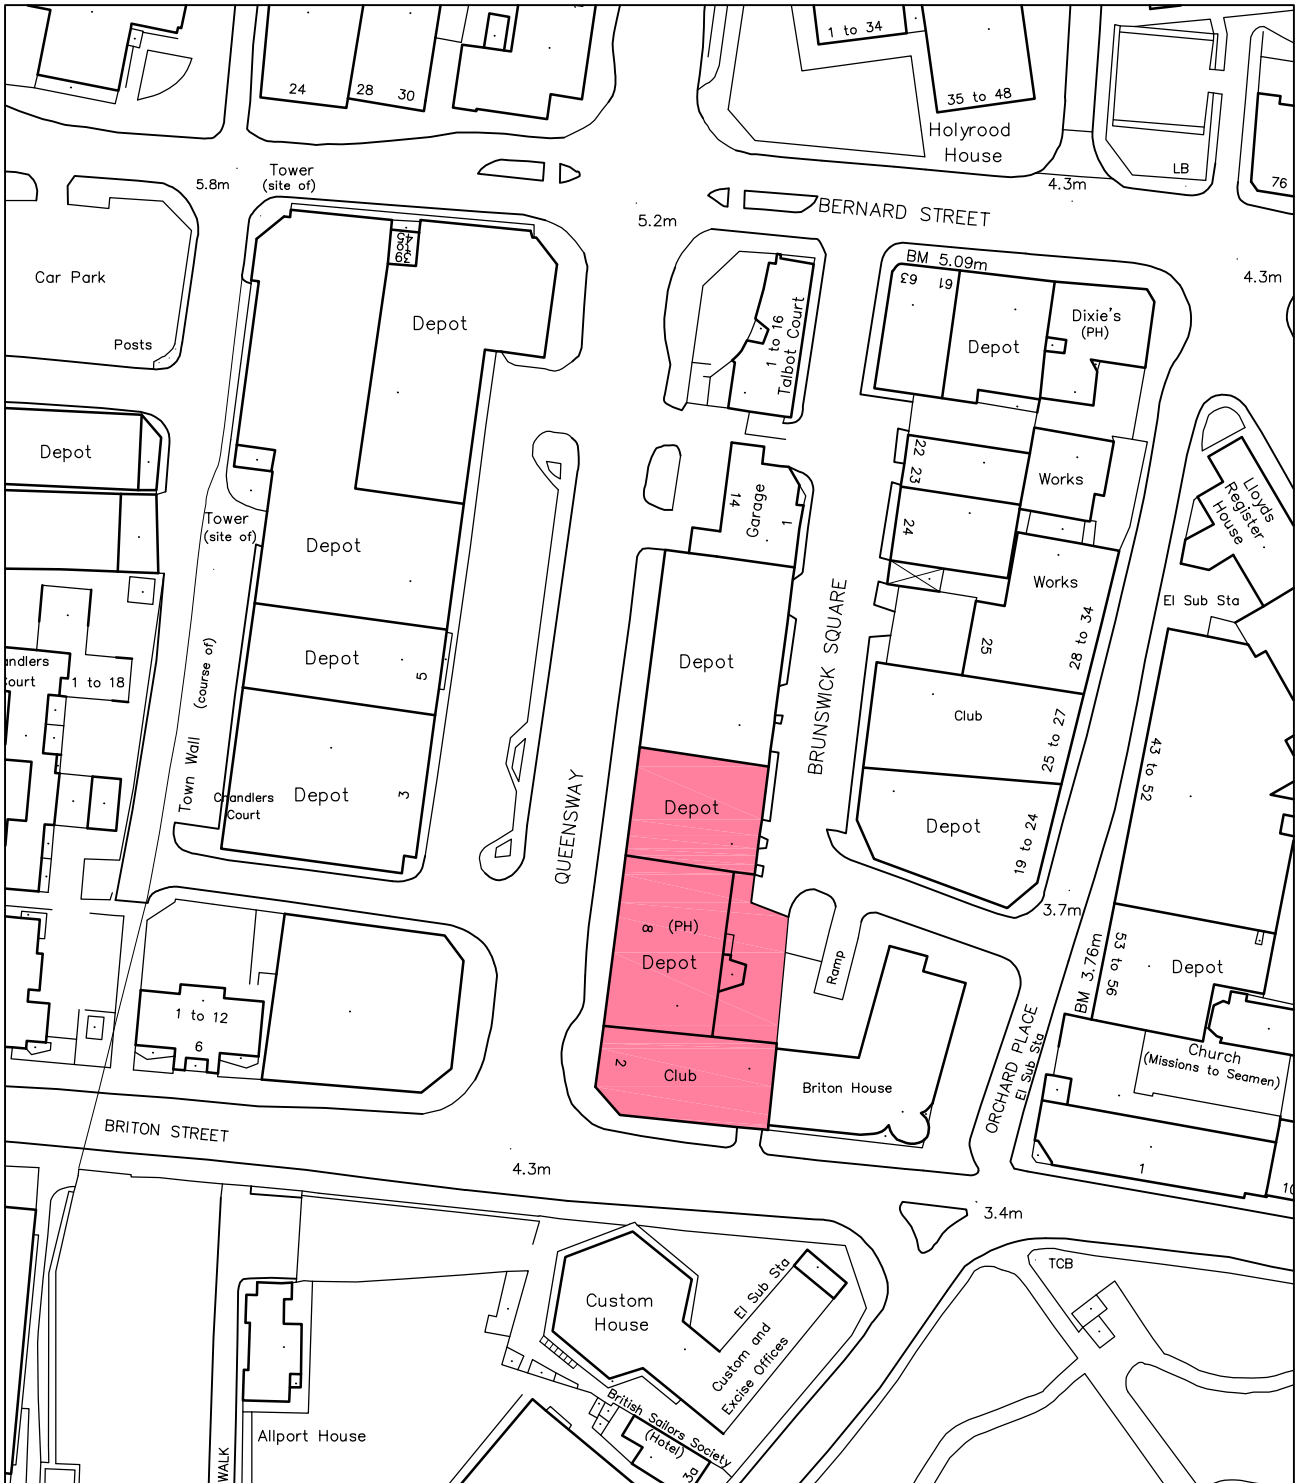 1 to 34
24
28
30
35 to 48
Holyrood
House
LB
76
Tower
(site of)
5.8m
4.3m
5.2m
BERNARD STREET
BM 5.09m
4.3m
Car Park
Posts
39
to
45
Depot
1 to 16
Talbot Court
63
61
Depot
Dixie's
(PH)
Depot
22
23
Works
Lloyds
Register
House
14
Garage
1
24
Tower
(site of)
Depot
Works
El Sub Sta
28 to 34
25
BRUNSWICK SQUARE
Depot
Depot
5
1 to 18
Town Wall
(course of)
Club
25 to 27
43 to 52
Chandlers
Court
Depot
3
QUEENSWAY
Depot
Depot
19 to 24
3.7m
8
(PH)
Depot
Ramp
BM 3.76m
53 to 56
Depot
1 to 12
6
2
Club
Briton House
ORCHARD PLACE
El Sub Sta
Church
(Missions to Seamen)
BRITON STREET
4.3m
1
3.4m
TCB
Custom
House
El Sub Sta
Custom and
Excise Offices
British Sailors Society
(Hotel)
3a
Allport House
WALK